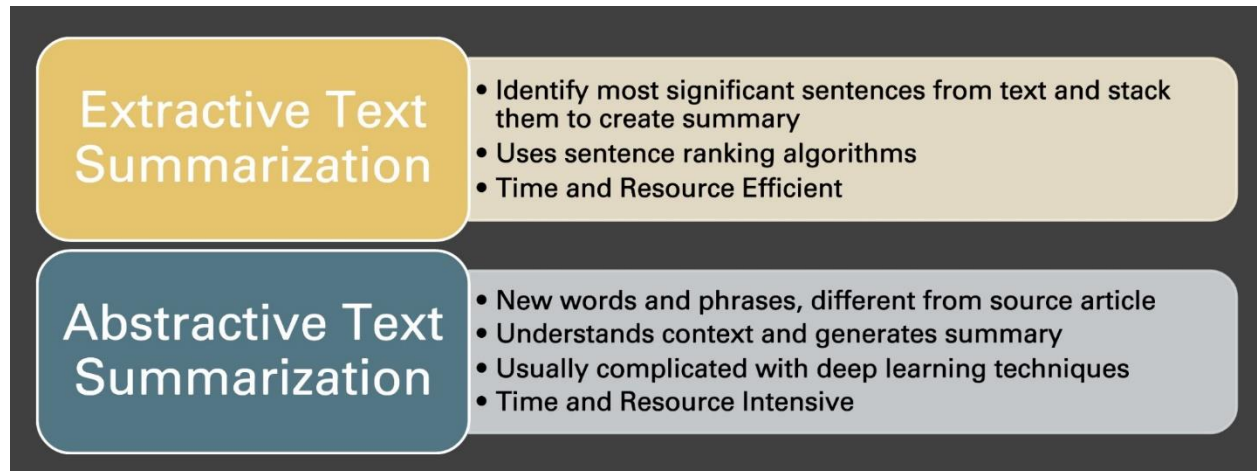 Extractive Text
Summarization
• Identify most significant sentences from text and stack
them to create summary
• Uses sentence ranking algorithms
• Time and Resource Efficient
Abstractive Text
Summarization
• New words and phrases, different from source article
• Understands context and generates summary
• Usually complicated with deep learning techniques
• Time and Resource Intensive